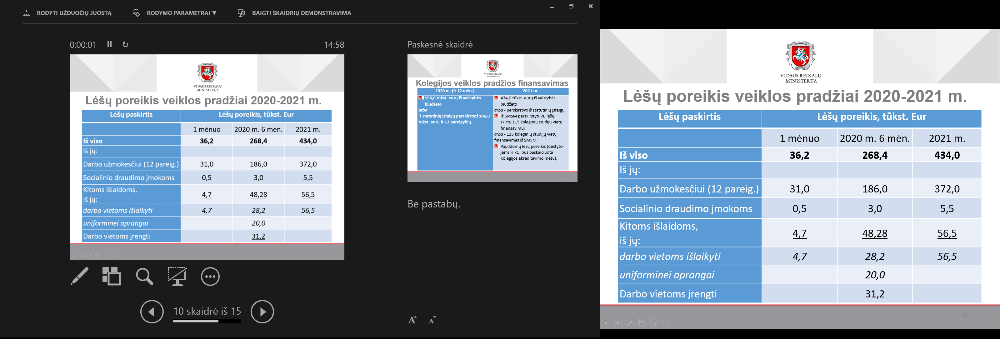 RODYTI UŽDUOČIŲ JUOSTĄ
RODYMO PARAMETRAI ▼
BAIGTI SKAIDRIŲ DEMONSTRAVIMĄ
0:00:01
14:58
VIDAUS REIKALŲ
MINISTERIJA
Lėšų poreikis veiklos pradžiai 2020-2021 m.
Lėšų paskirtis Lėšų poreikis, tūkst. Eur
1 mėnuo 2020 m. 6 mėn. 2021 m.
Iš viso 36,2 268,4 434,0
Iš jų:
Darbo užmokesčiui (12 pareig.) 31,0 186,0 372,0
Socialinio draudimo įmokoms 0,5 3,0 5,5
Kitoms išlaidoms,
iš jų: 4,7 48,28 56,5
darbo vietoms išlaikyti 4,7 28,2 56,5
uniforminei aprangai 20,0
Darbo vietoms įrengti 31,2
10
10 skaidrė iš 15
Paskesnė skaidrė
VIDAUS REIKALŲ
MINISTERIJA
Kolegijos veiklos pradžios finansavimas
2020 m. (9-12 mėn.)
196,0 tūkst. eurų iš valstybės
biudžeto
arba
iš statutinių įstaigų perskirstyti 196,0
tūkst. eurų ir 12 pareigybių.
2021 m.
434,0 tūkst. eurų iš valstybės
biudžeto
arba - perskirstyti iš statutinių įstaigų.
Iš ŠMSM perskirstyti VB lėšų,
skirtų 115 koleginių studijų vietų
finansavimui
arba - 115 koleginių studijų vietų
finansavimas iš ŠMSM.
Papildomų lėšų poreikis (dėstyto-
jams ir kt., bus paskaičiuota
Kolegijos akreditavimo metu).
11
Be pastabų.
A A
VIDAUS REIKALŲ
MINISTERIJA
Lėšų poreikis veiklos pradžiai 2020-2021 m.
Lėšų paskirtis Lėšų poreikis, tūkst. Eur
1 mėnuo 2020 m. 6 mėn. 2021 m.
Iš viso 36,2 268,4 434,0
Iš jų:
Darbo užmokesčiui (12 pareig.) 31,0 186,0 372,0
Socialinio draudimo įmokoms 0,5 3,0 5,5
Kitoms išlaidoms,
iš jų: 4,7 48,28 56,5
darbo vietoms išlaikyti 4,7 28,2 56,5
uniforminei aprangai 20,0
Darbo vietoms įrengti 31,2
10